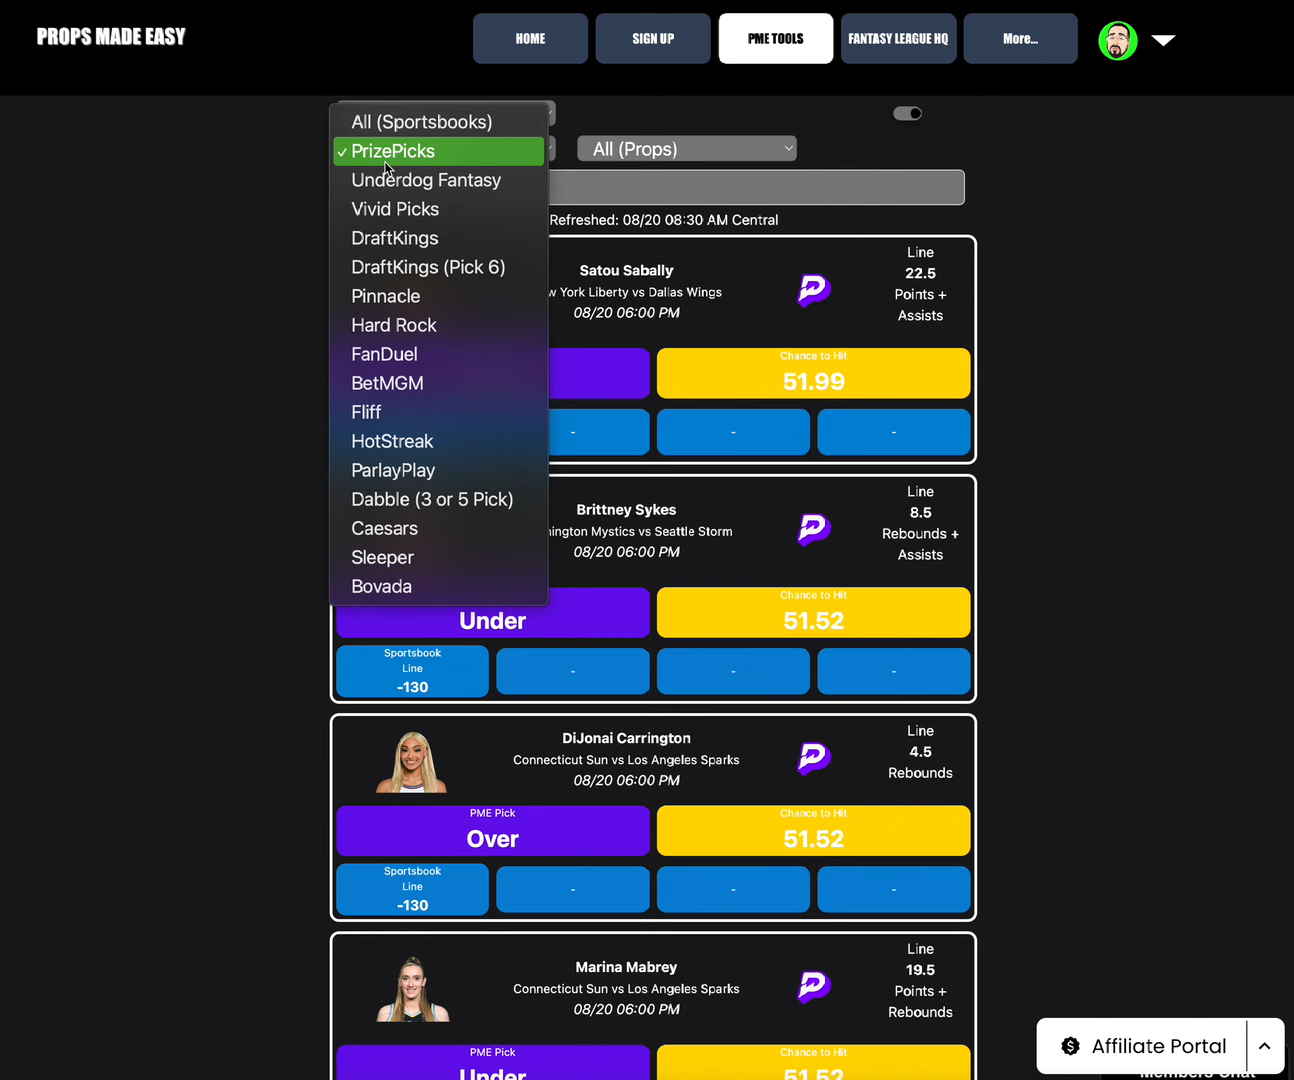 PROPS MADE EASY
HOME
SIGN UP
PME TOOLS
FANTASY LEAGUE HQ
More...
All (Sportsbooks)
✓ PrizePicks
Underdog Fantasy
Vivid Picks
DraftKings
DraftKings (Pick 6)
Pinnacle
Hard Rock
FanDuel
BetMGM
Fliff
HotStreak
ParlayPlay
Dabble (3 or 5 Pick)
Caesars
Sleeper
Bovada
All (Props)
Refreshed: 08/20 08:30 AM Central
Satou Sabally
York Liberty vs Dallas Wings
08/20 06:00 PM
Line
22.5
Points +
Assists
Chance to Hit
51.99
-
-
-
Brittney Sykes
ington Mystics vs Seattle Storm
08/20 06:00 PM
Line
8.5
Rebounds +
Assists
Under
Chance to Hit
51.52
Sportsbook
Line
-130
-
-
-
DiJonai Carrington
Connecticut Sun vs Los Angeles Sparks
08/20 06:00 PM
Line
4.5
Rebounds
PME Pick
Over
Chance to Hit
51.52
Sportsbook
Line
-130
-
-
-
Marina Mabrey
Connecticut Sun vs Los Angeles Sparks
08/20 06:00 PM
Line
19.5
Points +
Rebounds
PME Pick
Under
Chance to Hit
51.52
Affiliate Portal
Members Chat